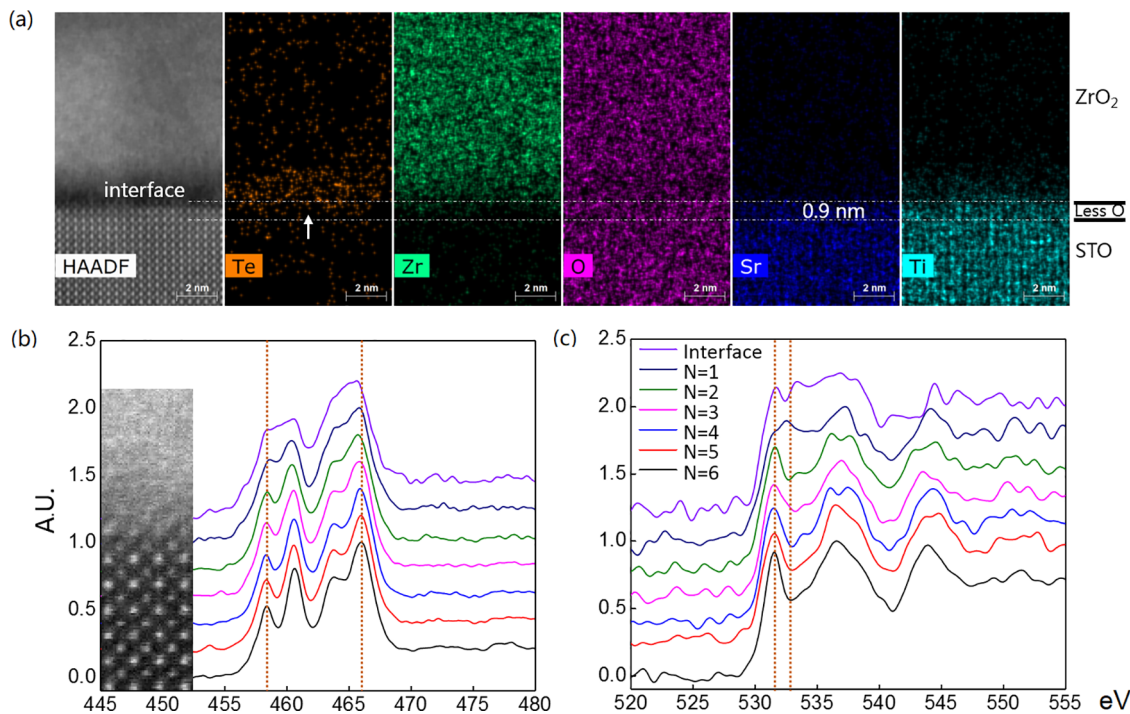 (a)
interface
0.9 nm
ZrO2
Less O
STO
HAADF
Te
Zr
O
Sr
Ti
2 nm
2 nm
2 nm
2 nm
2 nm
2 nm
(b)
2.5
2.0
1.5
1.0
0.5
0.0
A.U.
445 450 455 460 465 470 475 480
(c)
2.5
2.0
1.5
1.0
0.5
0.0
Interface
N=1
N=2
N=3
N=4
N=5
N=6
520 525 530 535 540 545 550 555 eV